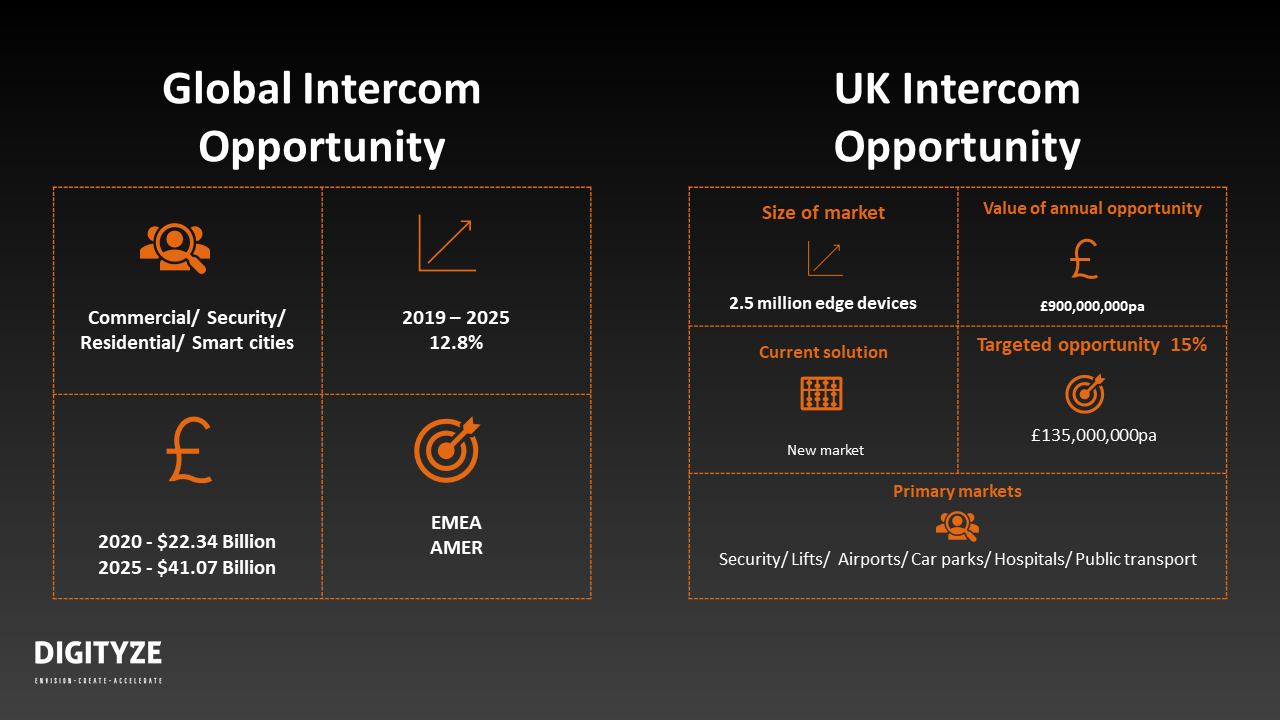 Global Intercom
Opportunity
Commercial/ Security/
Residential/ Smart cities
2019 – 2025
12.8%
£
2020 - $22.34 Billion
2025 - $41.07 Billion
EMEA
AMER
UK Intercom
Opportunity
Size of market
2.5 million edge devices
Value of annual opportunity
£
£900,000,000pa
Current solution
New market
Targeted opportunity 15%
£135,000,000pa
Primary markets
Security/ Lifts/ Airports/ Car parks/ Hospitals/ Public transport
DIGITYZE
ENVISION-CREATE-ACCELERATE